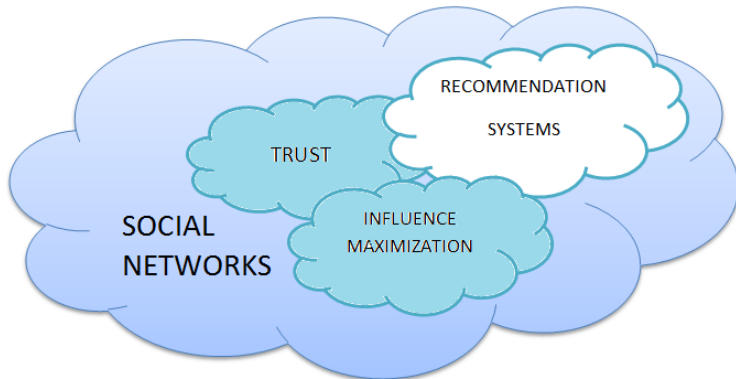 RECOMMENDATION
SYSTEMS
TRUST
INFLUENCE
MAXIMIZATION
SOCIAL
NETWORKS